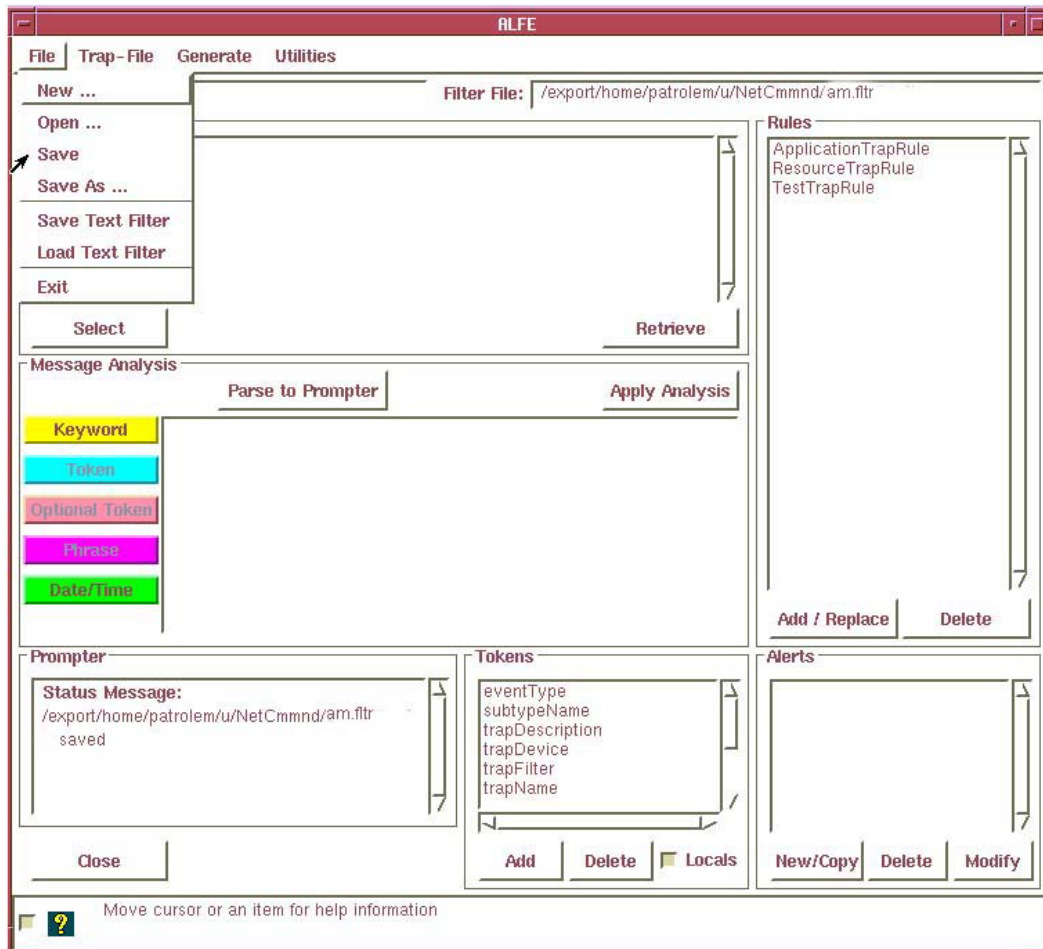 ALFE
File Trap-File Generate Utilities
New ...
Open ...
Save
Save As ...
Save Text Filter
Load Text Filter
Exit
Filter File: /export/home/patrolem/u/NetCmmnd/am.fltr
Select
Retrieve
Rules
ApplicationTrapRule
ResourceTrapRule
TestTrapRule
Add / Replace
Delete
Message Analysis
Parse to Prompter
Apply Analysis
Keyword
Token
Optional Token
Phrase
Date/Time
Prompter
Status Message:
/export/home/patrolem/u/NetCmmnd/am.fltr
saved
Close
Tokens
eventType
subtypeName
trapDescription
trapDevice
trapFilter
trapName
Add
Delete
Locals
Alerts
New/Copy
Delete
Modify
?
Move cursor or an item for help information